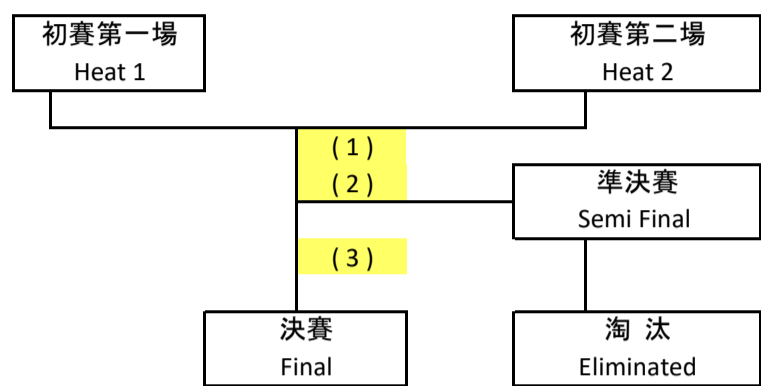 初賽第一場
Heat 1
初賽第二場
Heat 2
( 1 )
( 2 )
準決賽
Semi Final
( 3 )
決賽
Final
淘 汰
Eliminated